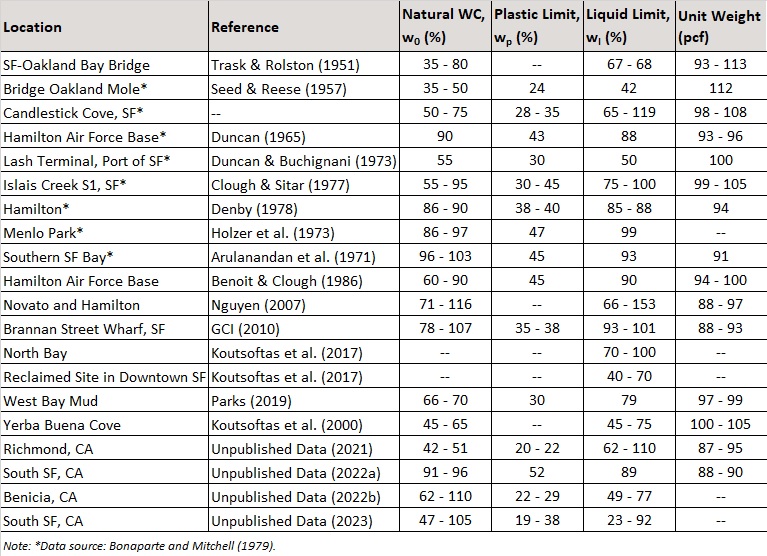 Location Reference Natural WC, w₀ (%) Plastic Limit, wₚ (%) Liquid Limit, wₗ (%) Unit Weight (pcf)
SF-Oakland Bay Bridge Trask & Rolston (1951) 35 - 80 -- 67 - 68 93 - 113
Bridge Oakland Mole* Seed & Reese (1957) 35 - 50 24 42 112
Candlestick Cove, SF* -- 50 - 75 28 - 35 65 - 119 98 - 108
Hamilton Air Force Base* Duncan (1965) 90 43 88 93 - 96
Lash Terminal, Port of SF* Duncan & Buchignani (1973) 55 30 50 100
Islais Creek S1, SF* Clough & Sitar (1977) 55 - 95 30 - 45 75 - 100 99 - 105
Hamilton* Denby (1978) 86 - 90 38 - 40 85 - 88 94
Menlo Park* Holzer et al. (1973) 86 - 97 47 99 --
Southern SF Bay* Arulanandan et al. (1971) 96 - 103 45 93 91
Hamilton Air Force Base Benoit & Clough (1986) 60 - 90 45 90 94 - 100
Novato and Hamilton Nguyen (2007) 71 - 116 -- 66 - 153 88 - 97
Brannan Street Wharf, SF GCI (2010) 78 - 107 35 - 38 93 - 101 88 - 93
North Bay Koutsoftas et al. (2017) -- -- 70 - 100 --
Reclaimed Site in Downtown SF Koutsoftas et al. (2017) -- -- 40 - 70 --
West Bay Mud Parks (2019) 66 - 70 30 79 97 - 99
Yerba Buena Cove Koutsoftas et al. (2000) 45 - 65 -- 45 - 75 100 - 105
Richmond, CA Unpublished Data (2021) 42 - 51 20 - 22 62 - 110 87 - 95
South SF, CA Unpublished Data (2022a) 91 - 96 52 89 88 - 90
Benicia, CA Unpublished Data (2022b) 62 - 110 22 - 29 49 - 77 --
South SF, CA Unpublished Data (2023) 47 - 105 19 - 38 23 - 92 --
Note: *Data source: Bonaparte and Mitchell (1979).